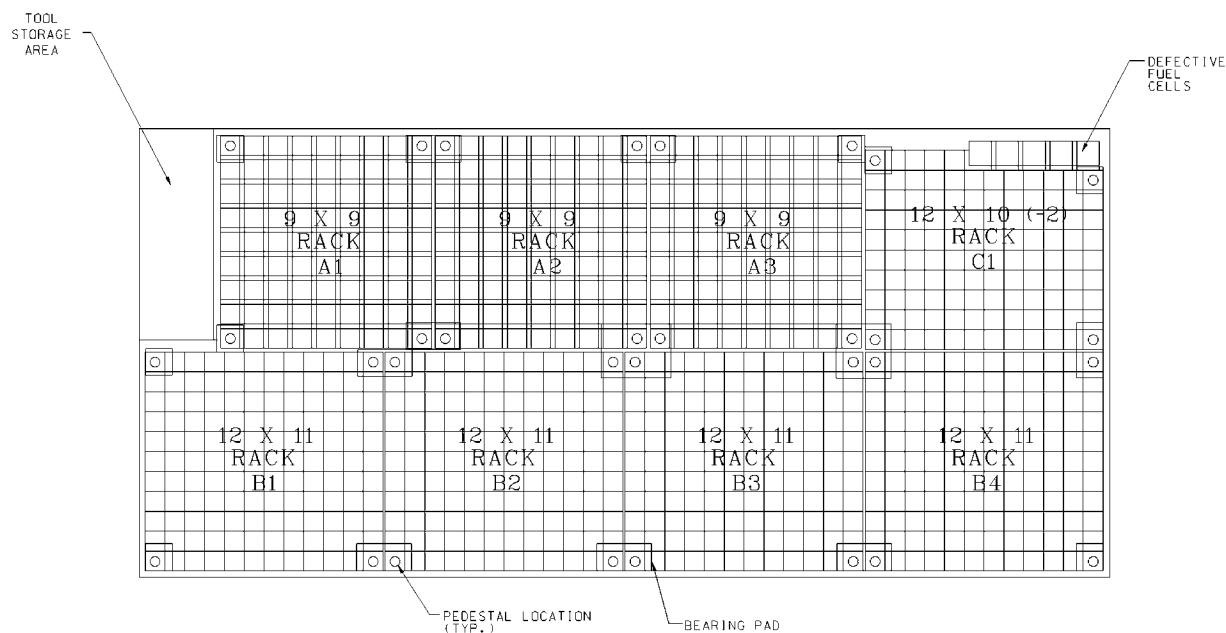 TOOL
STORAGE
AREA
DEFECTIVE
FUEL
CELLS
9 X 9
RACK
A1
9 X 9
RACK
A2
9 X 9
RACK
A3
12 X 10 (-2)
RACK
C1
12 X 11
RACK
B1
12 X 11
RACK
B2
12 X 11
RACK
B3
12 X 11
RACK
B4
PEDESTAL LOCATION
(TYP.)
BEARING PAD